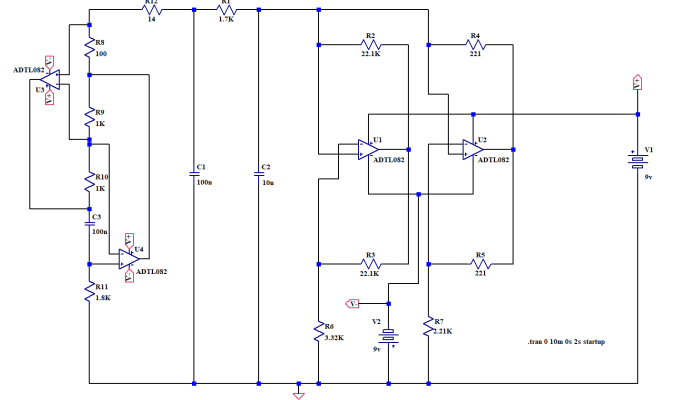 R12
14
R1
1.7K
R8
100
R2
22.1K
R4
221
V-
ADTL082
U3
V+
V+
R9
1K
U1
ADTL082
U2
ADTL082
V1
9v
R10
1K
C1
100n
C2
10n
C3
100n
V+
U4
ADTL082
V-
R3
22.1K
R5
221
R11
1.8K
V-
R6
3.32K
V2
9v
R7
2.21K
.tran 0 10m 0s 2s startup